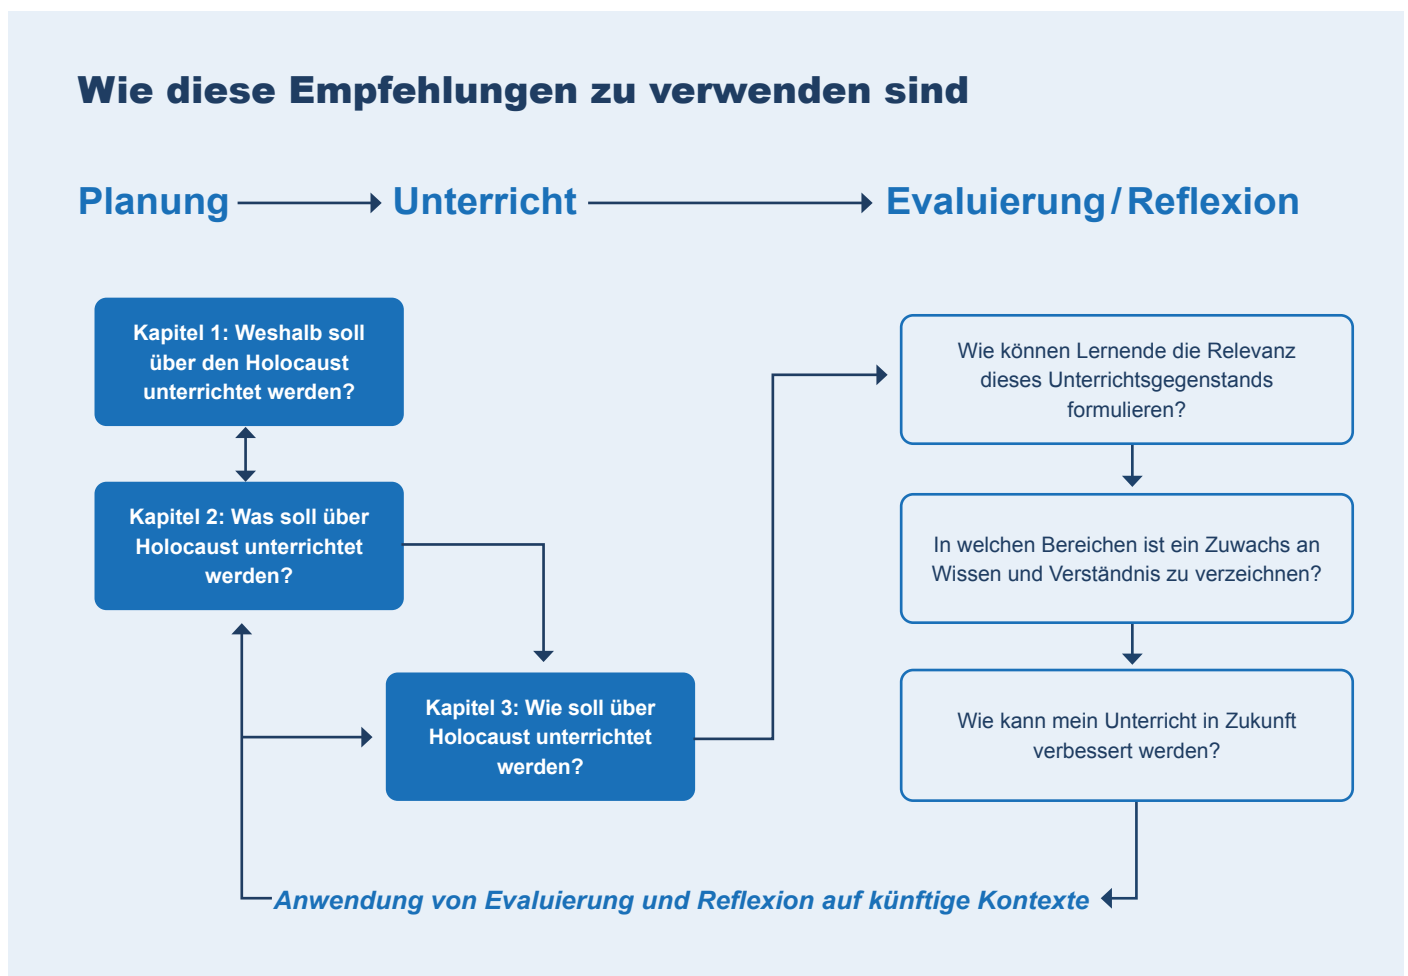 Wie diese Empfehlungen zu verwenden sind
Planung
Unterricht
Evaluierung / Reflexion
Kapitel 1: Weshalb soll
über den Holocaust
unterrichtet werden?
Kapitel 2: Was soll über
Holocaust unterrichtet
werden?
Kapitel 3: Wie soll über
Holocaust unterrichtet
werden?
Wie können Lernende die Relevanz
dieses Unterrichtsgegenstands
formulieren?
In welchen Bereichen ist ein Zuwachs an
Wissen und Verständnis zu verzeichnen?
Wie kann mein Unterricht in Zukunft
verbessert werden?
Anwendung von Evaluierung und Reflexion auf künftige Kontexte